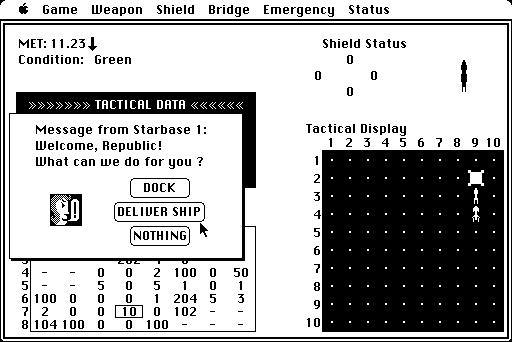 Game Weapon Shield Bridge Emergency Status
MET: 11.23
Condition: Green
Shield Status
0
0 0
0
>>>>>>> TACTICAL DATA <<<<<<
Message from Starbase 1:
Welcome, Republic!
What can we do for you ?
DOCK
DELIVER SHIP
NOTHING
Tactical Display
1 2 3 4 5 6 7 8 9 10
1
2
3
4
5
6
7
8
9
10
4 - - 0 0 2 100 0 50
5 - - 5 0 5 1 0 1
6 100 0 0 0 1 204 5 3
7 2 0 0 10 0 102 - -
8 104 100 0 0 100 - - -